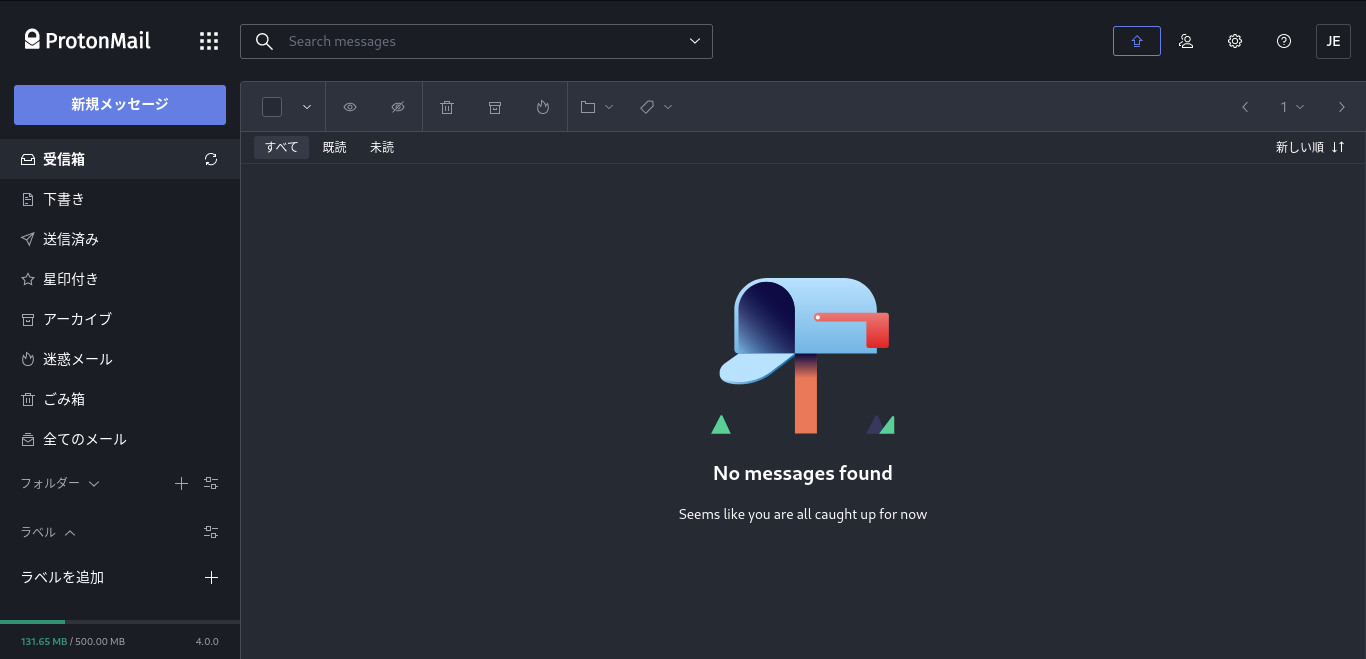 ProtonMail
Search messages
JE
新規メッセージ
受信箱
下書き
送信済み
星印付き
アーカイブ
迷惑メール
ごみ箱
全てのメール
フォルダー
ラベル
ラベルを追加
131.65 MB / 500.00 MB
4.0.0
1
すべて
既読
未読
新しい順
No messages found
Seems like you are all caught up for now